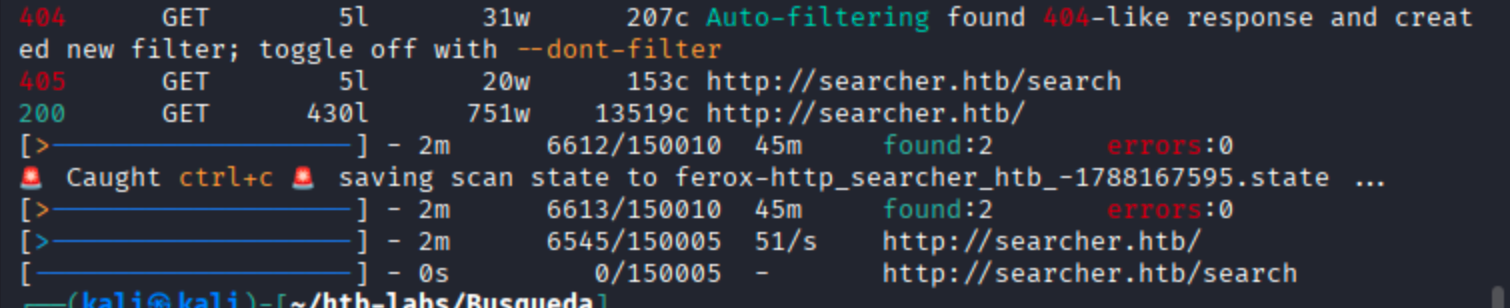 404 GET 5l 31w 207c Auto-filtering found 404-like response and creat
ed new filter; toggle off with --dont-filter
405 GET 5l 20w 153c http://searcher.htb/search
200 GET 430l 751w 13519c http://searcher.htb/
[>────────────────────] - 2m 6612/150010 45m found:2 errors:0
🚨 Caught ctrl+c 🚨 saving scan state to ferox-http_searcher_htb_-1788167595.state ...
[>────────────────────] - 2m 6613/150010 45m found:2 errors:0
[>────────────────────] - 2m 6545/150005 51/s http://searcher.htb/
[────────────────────] - 0s 0/150005 - http://searcher.htb/search
┌──(kali㉿kali)-[~/htb-labs/Busqueda]